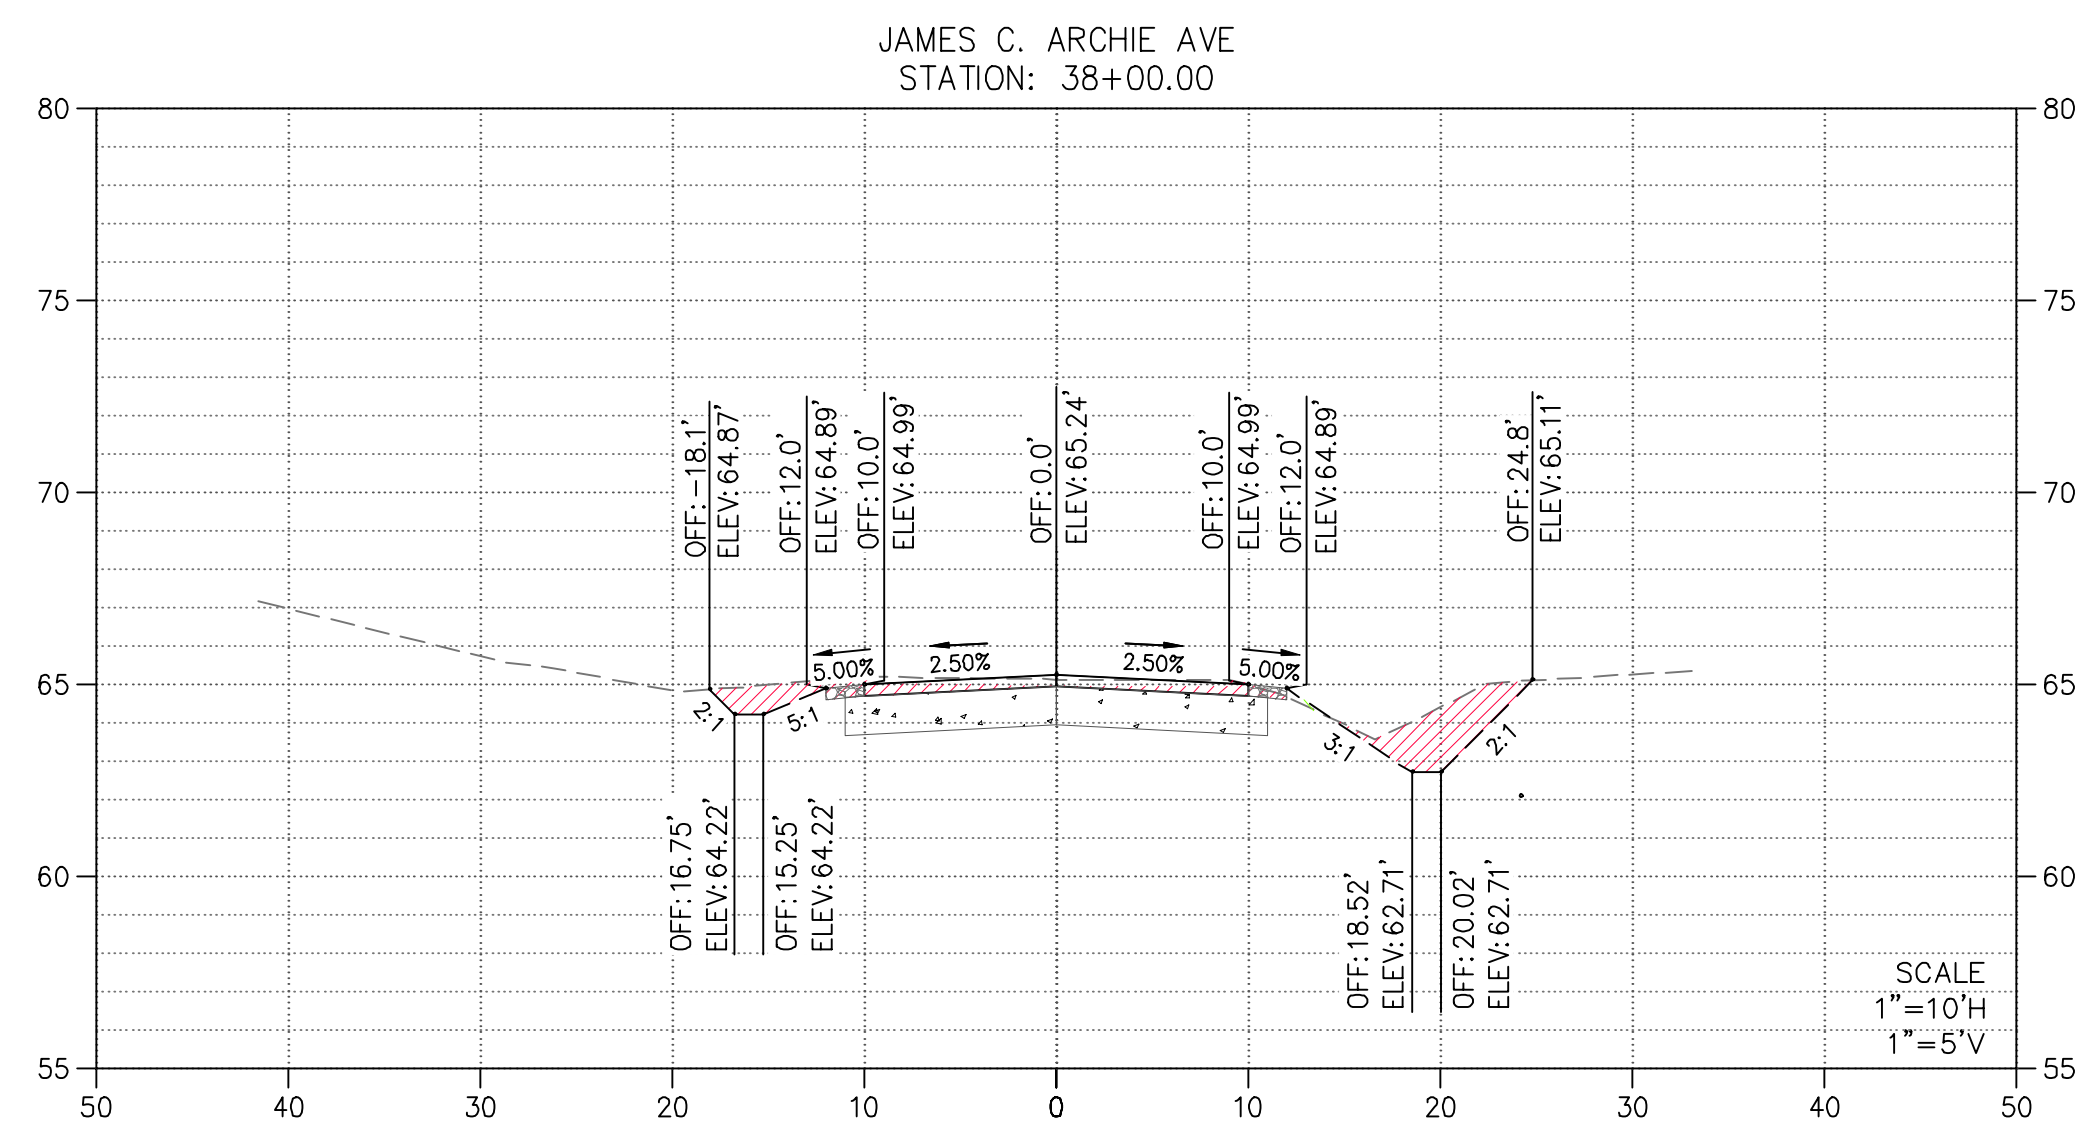 JAMES C. ARCHIE AVE
STATION: 38+00.00
80
80
75
75
70
70
65
65
60
60
55
55
OFF:-18.1'
ELEV:64.87'
OFF:12.0'
ELEV:64.89'
OFF:10.0'
ELEV:64.99'
OFF:0.0'
ELEV:65.24'
OFF:10.0'
ELEV:64.99'
OFF:12.0'
ELEV:64.89'
OFF:24.8'
ELEV:65.11'
5.00%
2.50%
2.50%
5.00%
2:1
5:1
3:1
2:1
OFF:16.75'
ELEV:64.22'
OFF:15.25'
ELEV:64.22'
OFF:18.52'
ELEV:62.71'
OFF:20.02'
ELEV:62.71'
SCALE
1"=10'H
1"=5'V
50
40
30
20
10
0
10
20
30
40
50